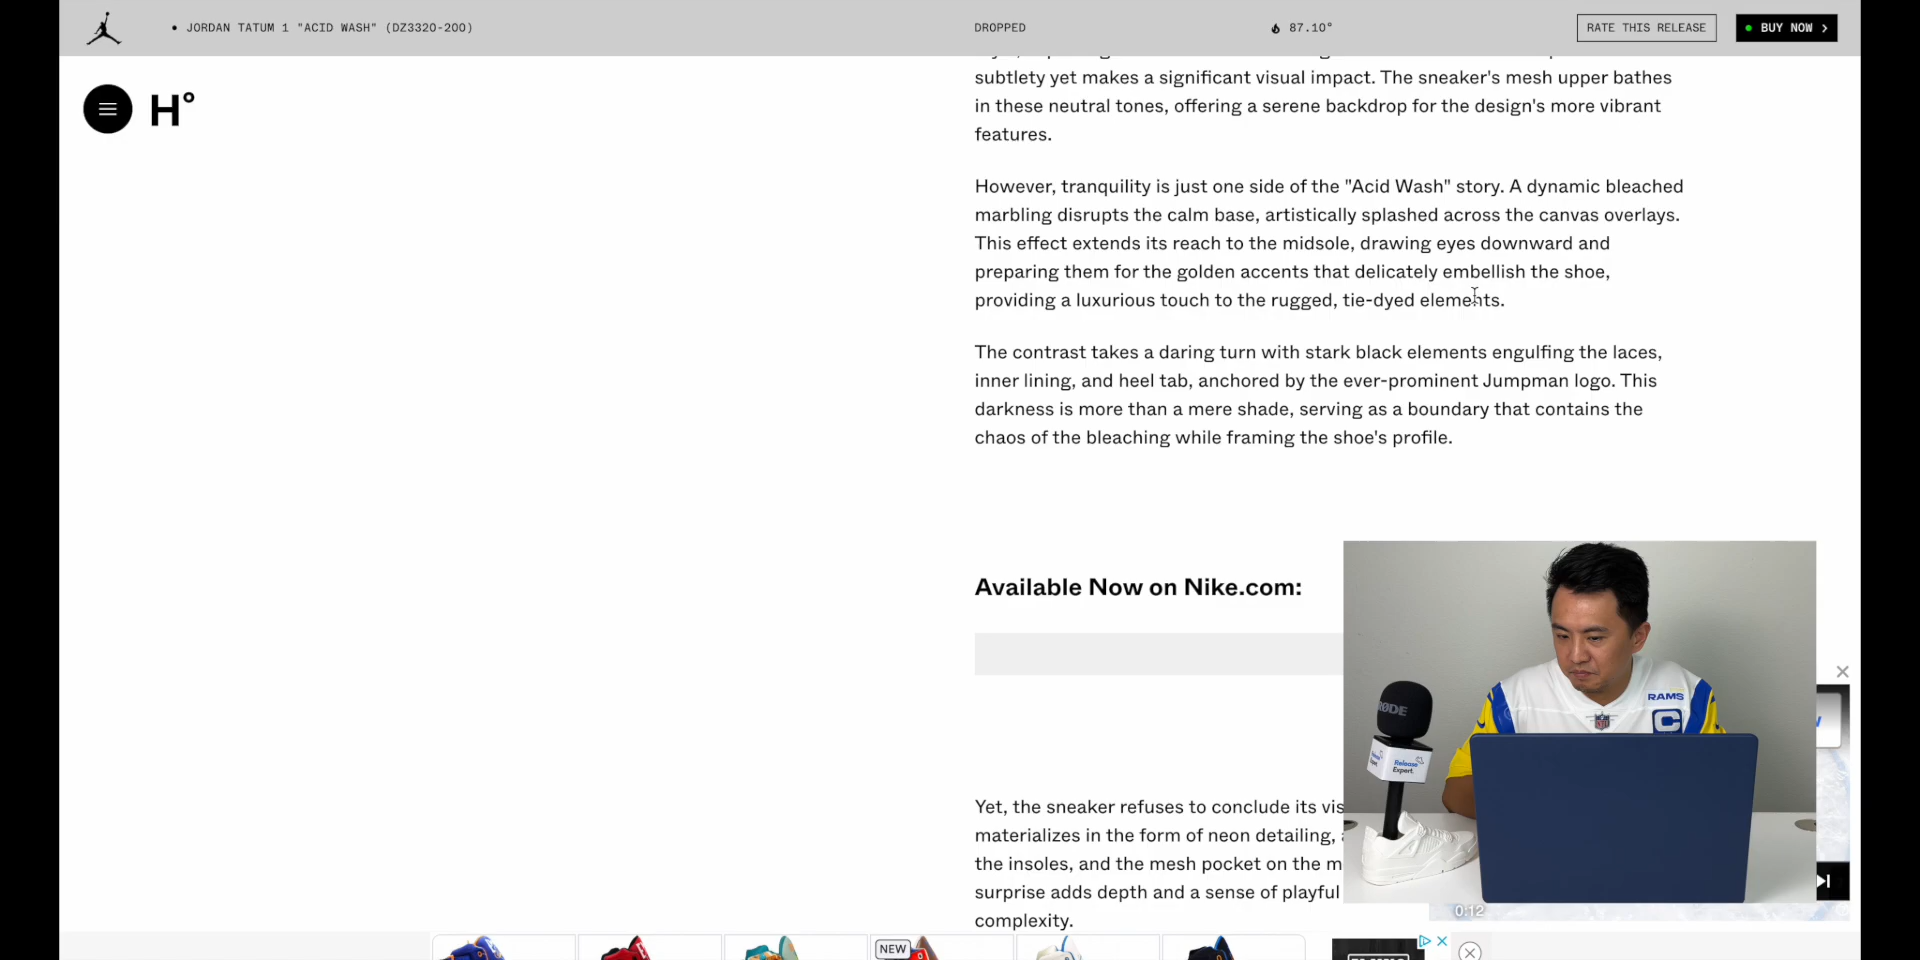 • JORDAN TATUM 1 "ACID WASH" (DZ3320-200)
DROPPED
87.10°
RATE THIS RELEASE
BUY NOW
H°
subtlety yet makes a significant visual impact. The sneaker's mesh upper bathes
in these neutral tones, offering a serene backdrop for the design's more vibrant
features.
However, tranquility is just one side of the "Acid Wash" story. A dynamic bleached
marbling disrupts the calm base, artistically splashed across the canvas overlays.
This effect extends its reach to the midsole, drawing eyes downward and
preparing them for the golden accents that delicately embellish the shoe,
providing a luxurious touch to the rugged, tie-dyed elements.
The contrast takes a daring turn with stark black elements engulfing the laces,
inner lining, and heel tab, anchored by the ever-prominent Jumpman logo. This
darkness is more than a mere shade, serving as a boundary that contains the
chaos of the bleaching while framing the shoe's profile.
Available Now on Nike.com:
RØDE
Release
Expert.
RAMS
NFL
C
Yet, the sneaker refuses to conclude its
materializes in the form of neon detailing,
the insoles, and the mesh pocket on the
surprise adds depth and a sense of playful
complexity.
0:12
NEW